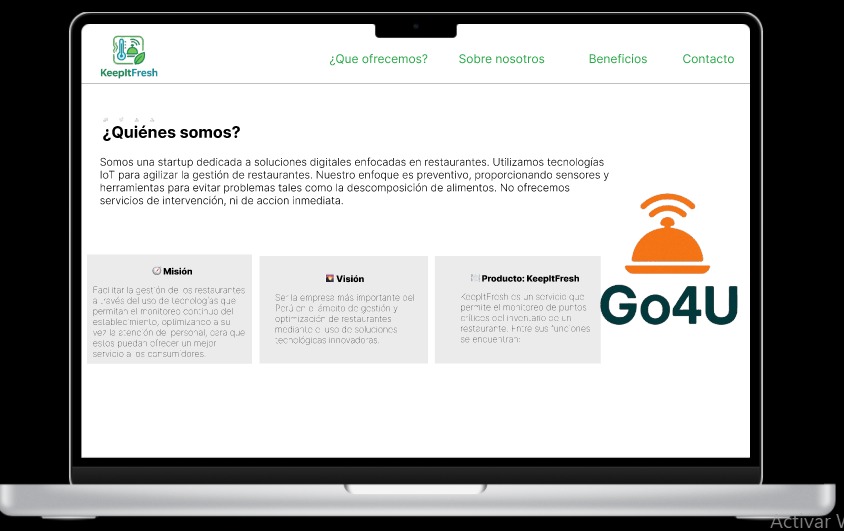 KeepItFresh
¿Que ofrecemos?
Sobre nosotros
Beneficios
Contacto
¿Quiénes somos?
Somos una startup dedicada a soluciones digitales enfocadas en restaurantes. Utilizamos tecnologías
IoT para agilizar la gestión de restaurantes. Nuestro enfoque es preventivo, proporcionando sensores y
herramientas para evitar problemas tales como la descomposición de alimentos. No ofrecemos
servicios de intervención, ni de accion inmediata.
Misión
Facilitar la gestión de los restaurantes
a través del uso de tecnologías que
permitan el monitoreo continuo del
establecimiento, optimizando a su
vez la atención del personal, para que
estos puedan ofrecer un mejor
servicio a los consumidores.
Visión
Ser la empresa más importante del
Perú en el ámbito de gestión y
optimización de restaurantes
mediante el uso de soluciones
tecnológicas innovadoras.
Producto: KeepItFresh
KeepItFresh es un servicio que
permite el monitoreo de puntos
críticos del inventario de un
restaurante. Entre sus funciones
se encuentran:
Go4U
Activar